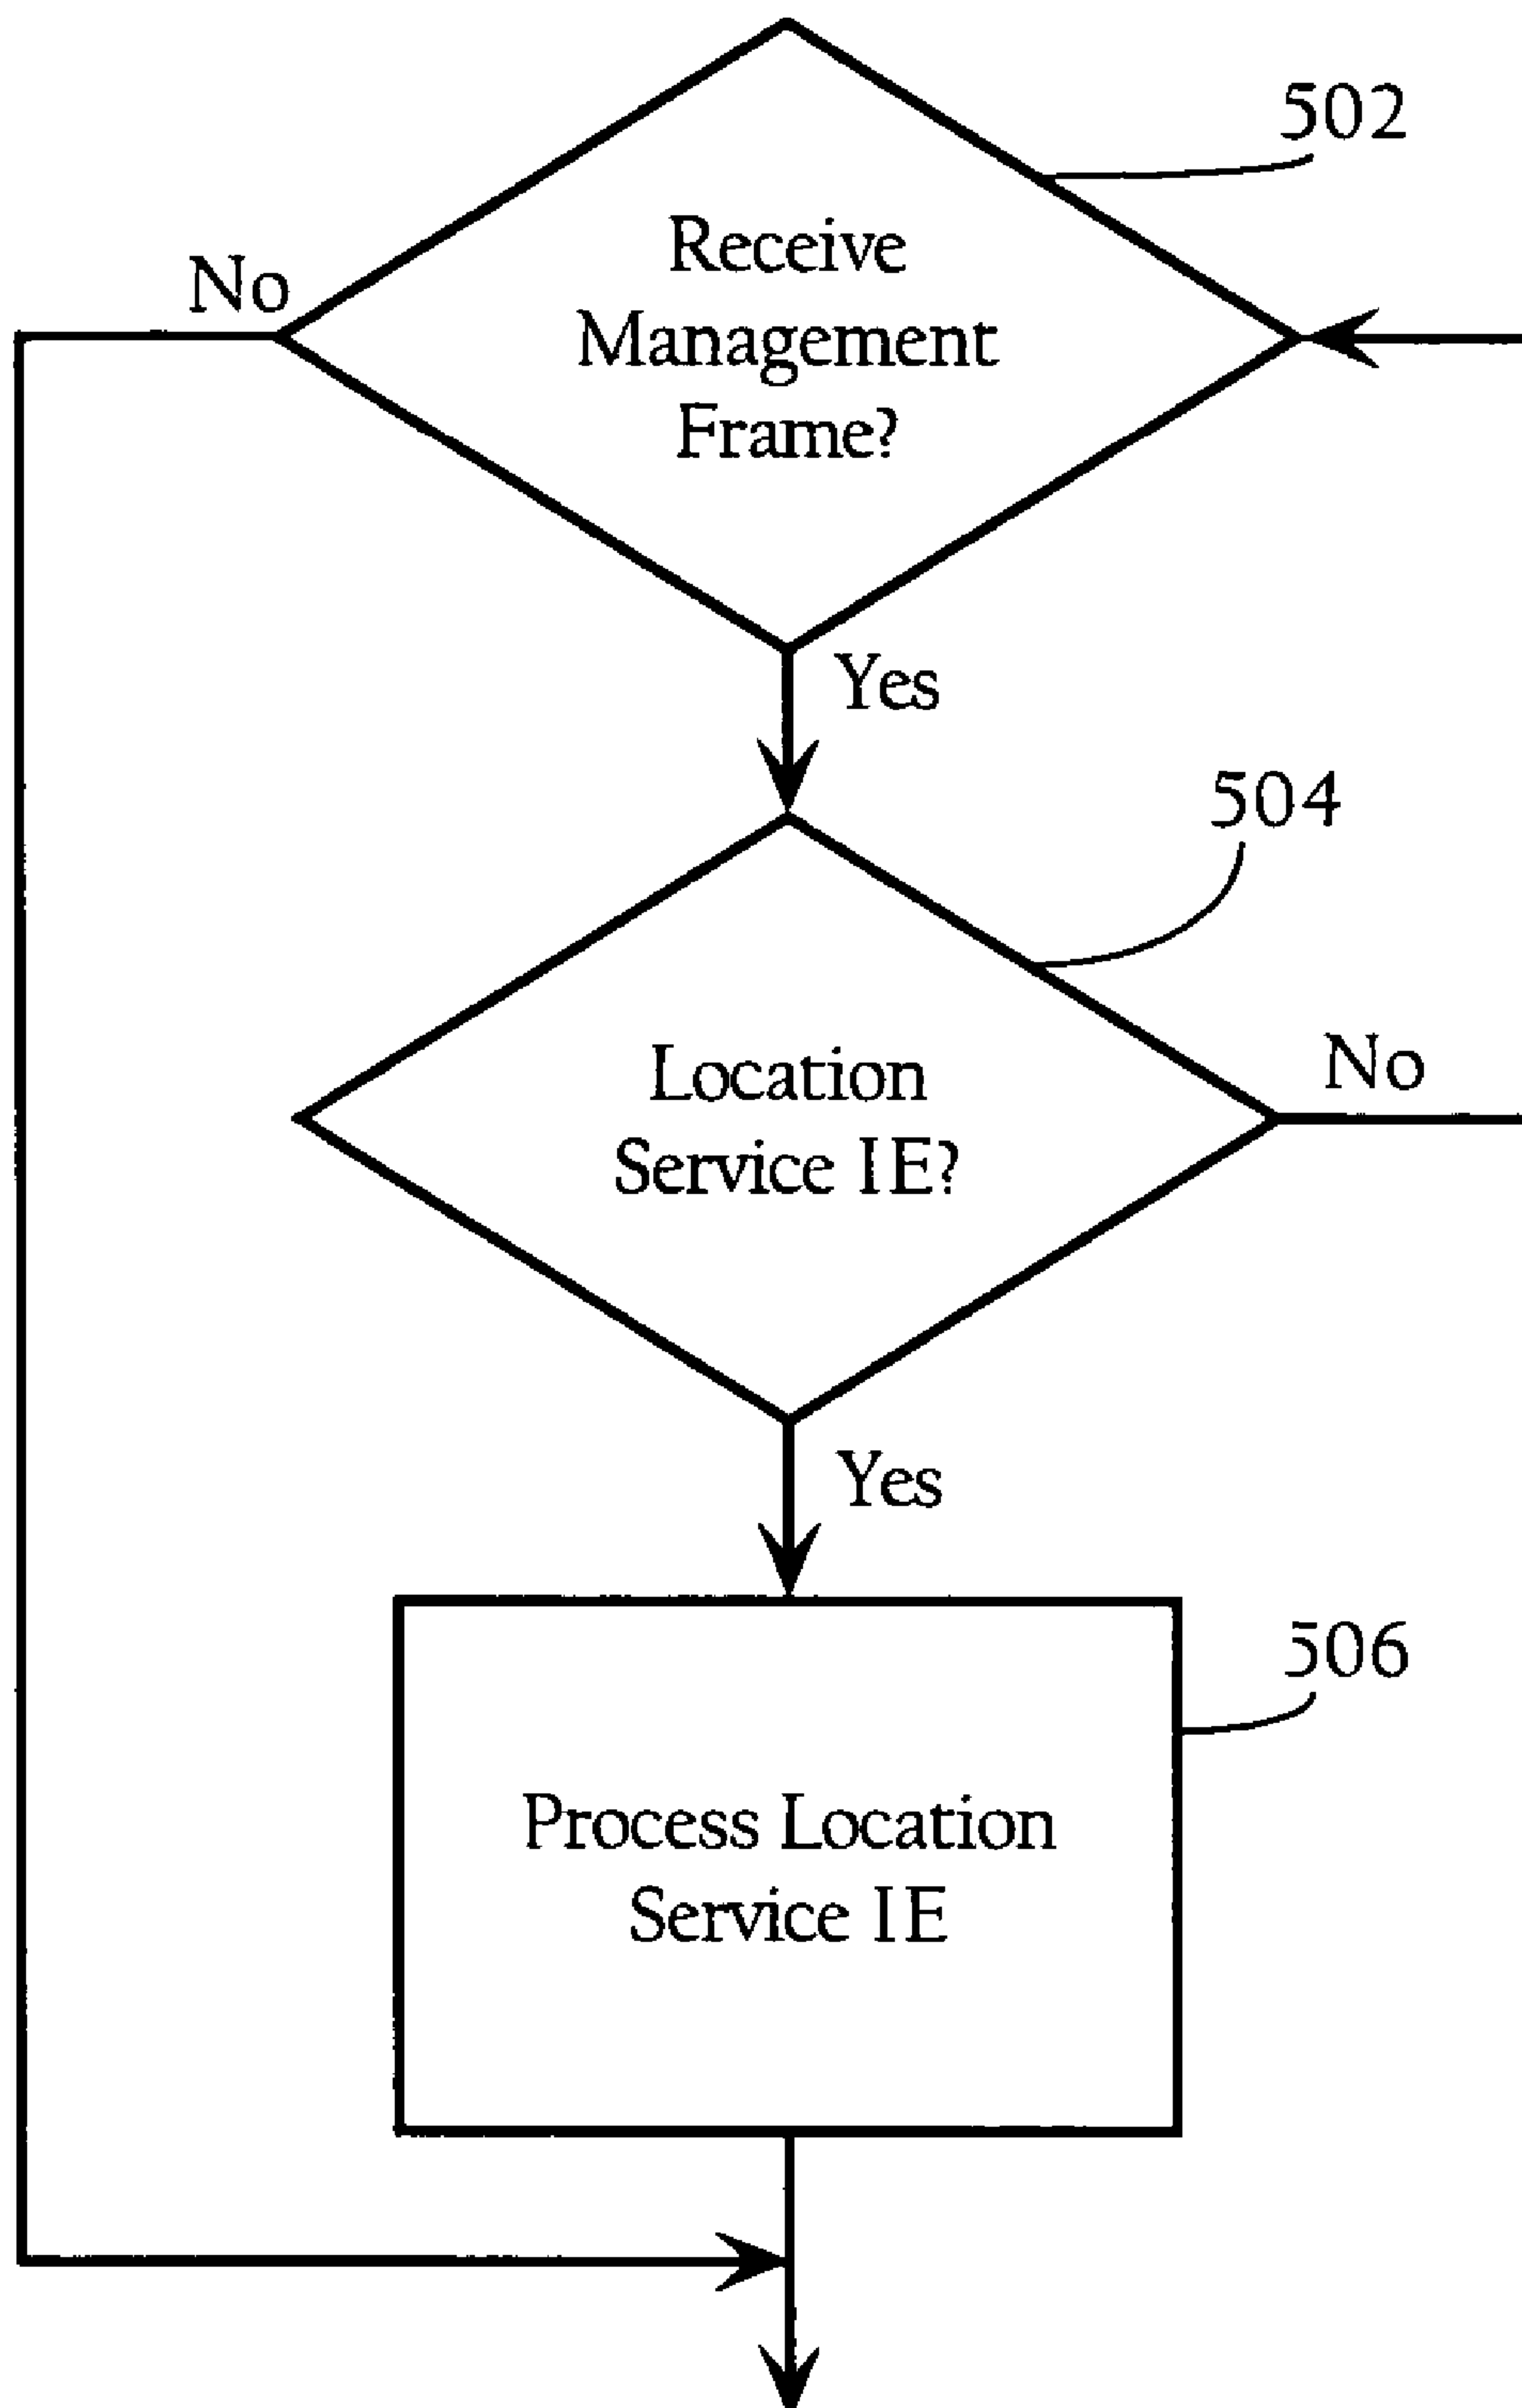 502
No
Receive
Management
Frame?
Yes
504
Location
Service IE?
No
Yes
506
Process Location
Service IE